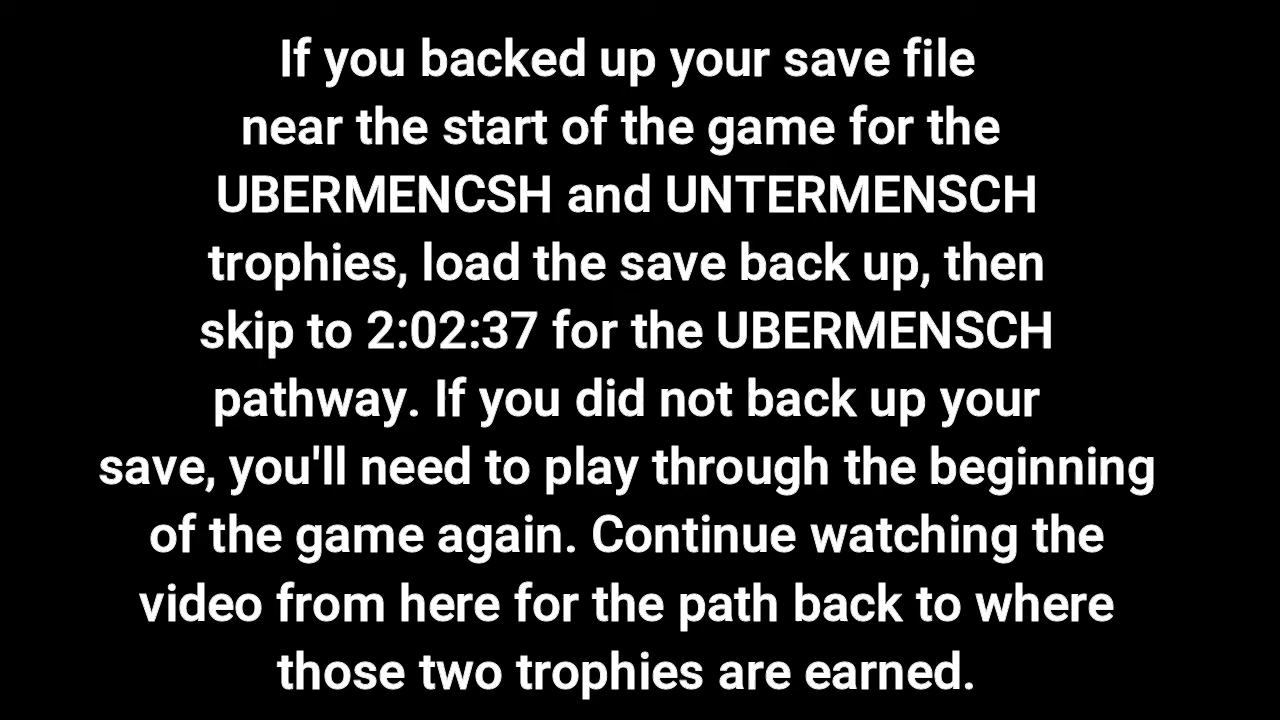 If you backed up your save file
near the start of the game for the
UBERMENCSH and UNTERMENSCH
trophies, load the save back up, then
skip to 2:02:37 for the UBERMENSCH
pathway. If you did not back up your
save, you'll need to play through the beginning
of the game again. Continue watching the
video from here for the path back to where
those two trophies are earned.